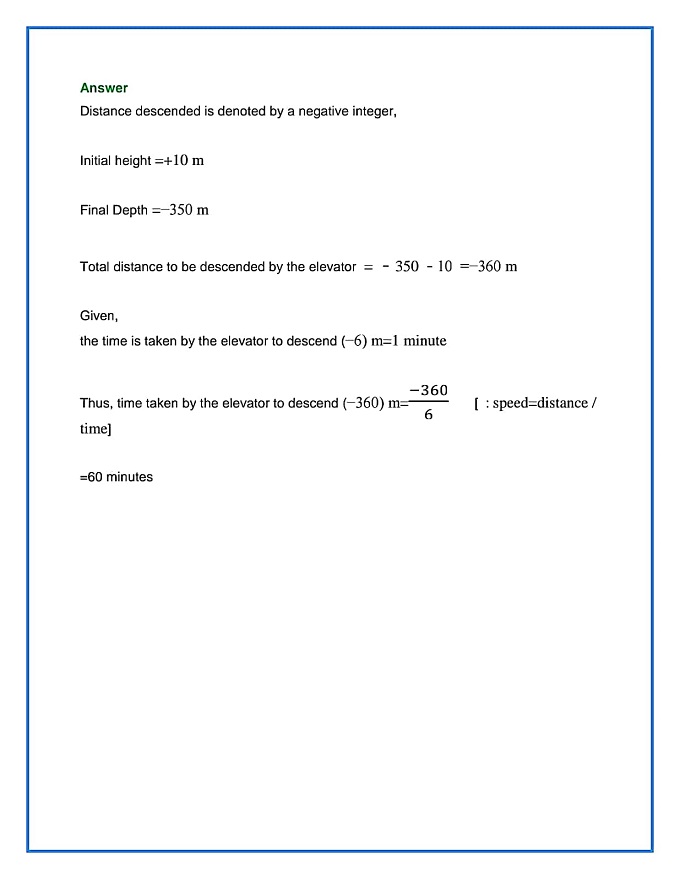 Answer
Distance descended is denoted by a negative integer,
Initial height =+10 m
Final Depth =−350 m
Total distance to be descended by the elevator = - 350 - 10 =−360 m
Given,
the time is taken by the elevator to descend (−6) m=1 minute
Thus, time taken by the elevator to descend (−360) m=−360/6 [ : speed=distance /
time]
=60 minutes